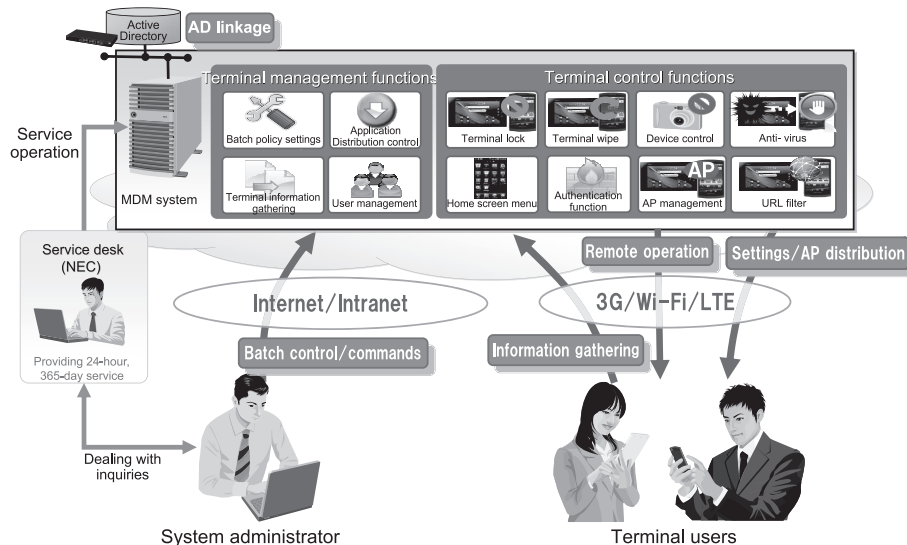 Active
Directory
AD linkage
Terminal management functions
Terminal control functions
Batch policy settings
Application
Distribution control
Terminal lock
Terminal wipe
Device control
Anti- virus
Service
operation
MDM system
Terminal information
gathering
User management
Home screen menu
Authentication
function
AP
AP management
URL filter
Service desk
(NEC)
Providing 24-hour,
365-day service
Remote operation
Settings/AP distribution
Internet/Intranet
3G/Wi-Fi/LTE
Batch control/commands
Information gathering
Dealing with
inquiries
System administrator
Terminal users